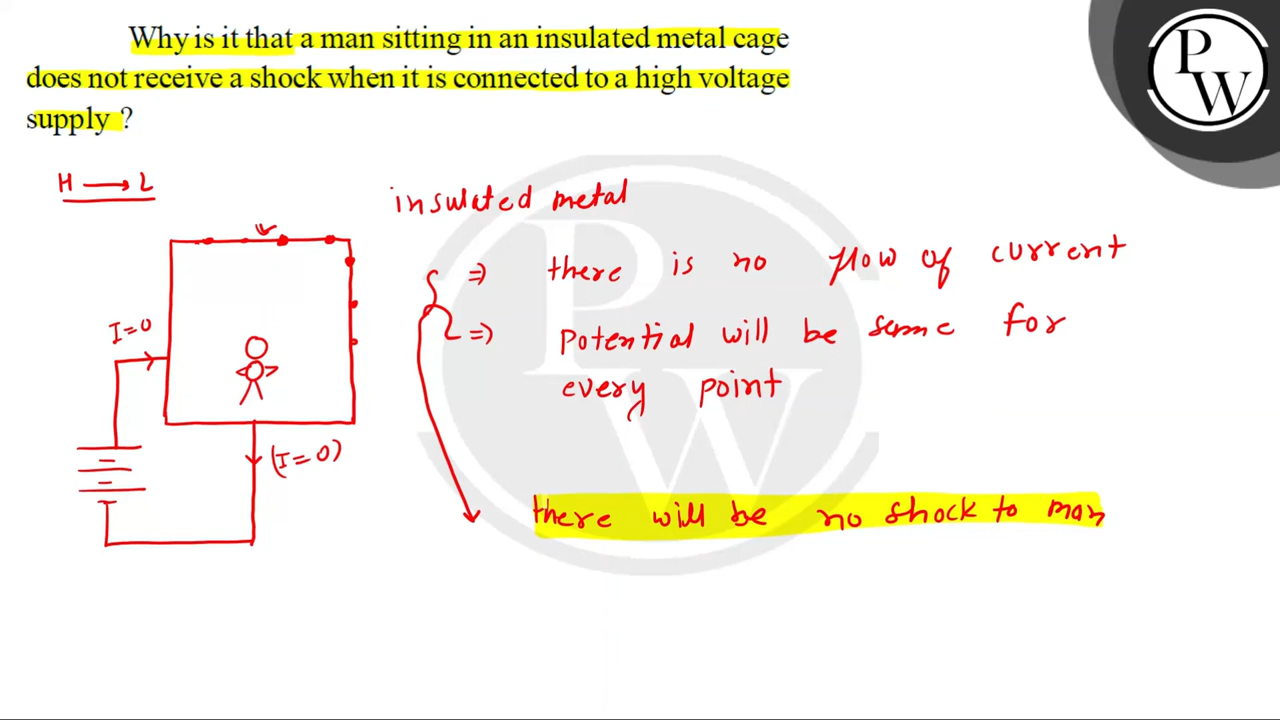 Why is it that a man sitting in an insulated metal cage
does not receive a shock when it is connected to a high voltage
supply ?
P
W
H → L
insulated metal
⇒ there is no flow of current
I=0
⇒ potential will be same for
every point
(I=0)
there will be no shock to man
P
W